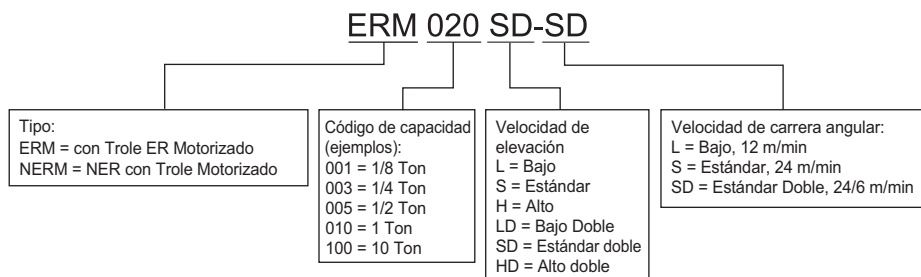 ERM 020 SD-SD
Tipo:
ERM = con Trole ER Motorizado
NERM = NER con Trole Motorizado
Código de capacidad
(ejemplos):
001 = 1/8 Ton
003 = 1/4 Ton
005 = 1/2 Ton
010 = 1 Ton
100 = 10 Ton
Velocidad de
elevación
L = Bajo
S = Estándar
H = Alto
LD = Bajo Doble
SD = Estándar doble
HD = Alto doble
Velocidad de carrera angular:
L = Bajo, 12 m/min
S = Estándar, 24 m/min
SD = Estándar Doble, 24/6 m/min